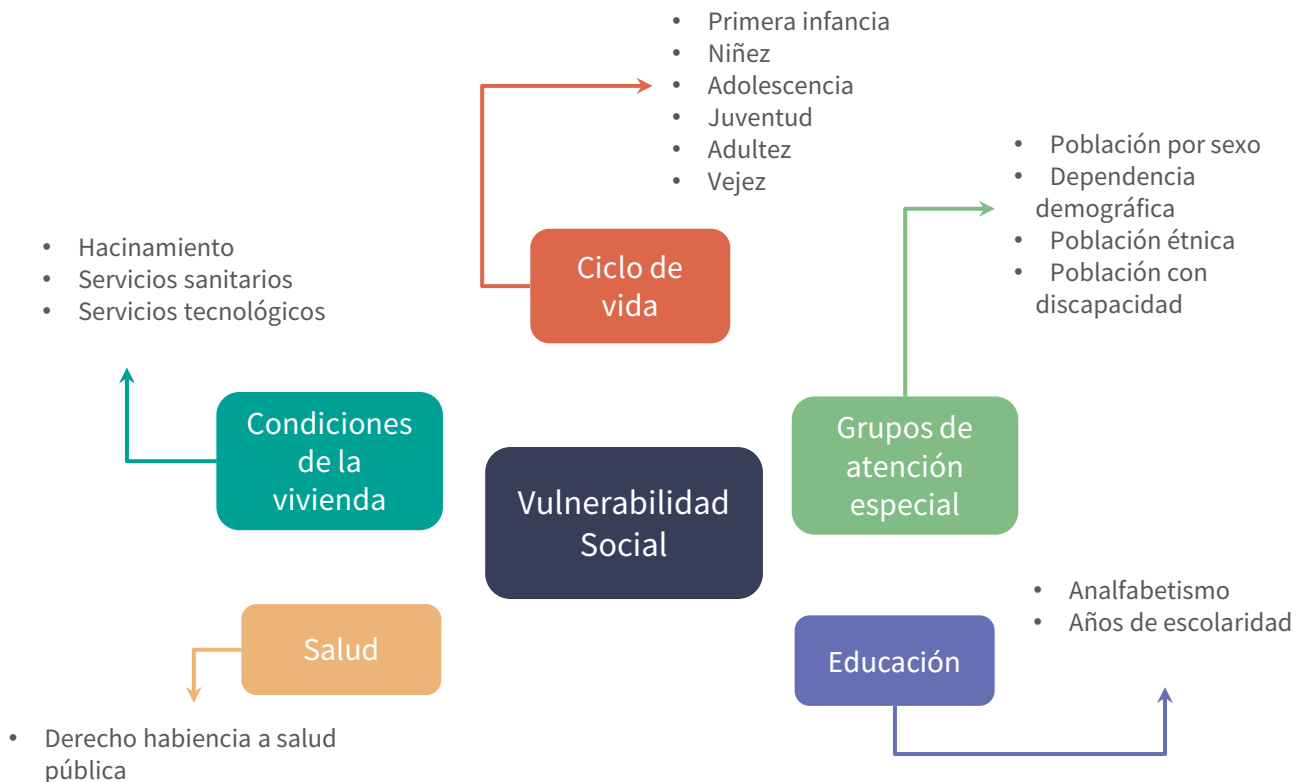 • Primera infancia
• Niñez
• Adolescencia
• Juventud
• Adultez
• Vejez
Ciclo de
vida
• Población por sexo
• Dependencia
demográfica
• Población étnica
• Población con
discapacidad
Grupos de
atención
especial
• Hacinamiento
• Servicios sanitarios
• Servicios tecnológicos
Condiciones
de la
vivienda
Vulnerabilidad
Social
Salud
• Derecho habiencia a salud
pública
• Analfabetismo
• Años de escolaridad
Educación